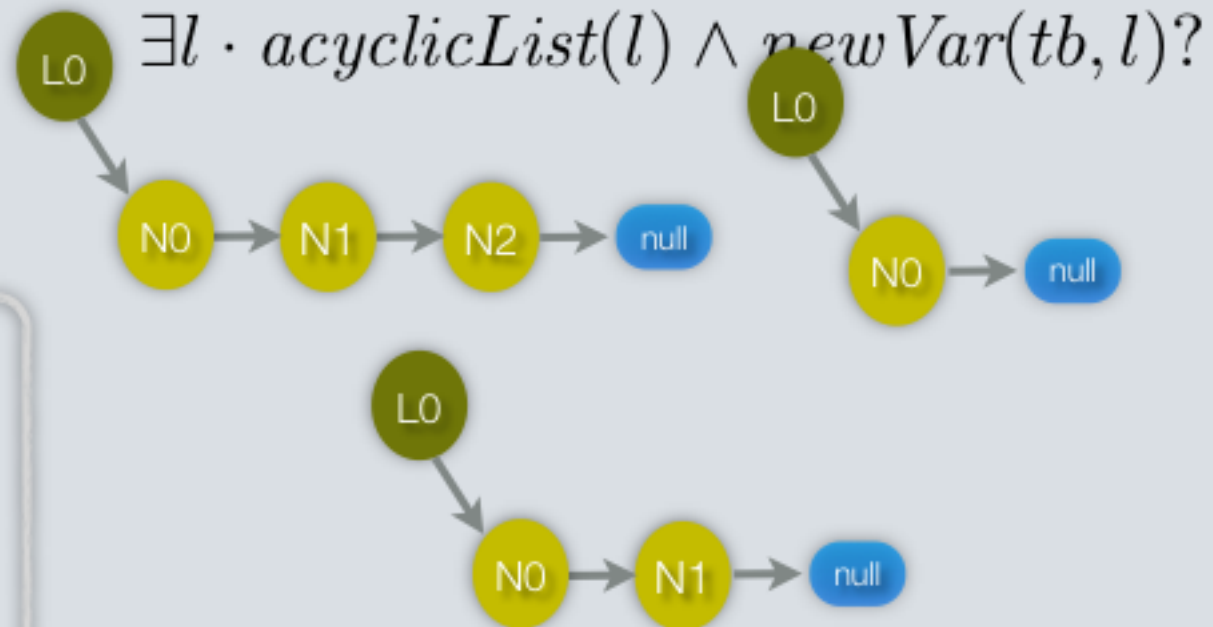 ∃l · acyclicList(l) ∧ newVar(tb, l)?
L0
L0
N0 N1 N2 null
N0 null
L0
N0 N1 null